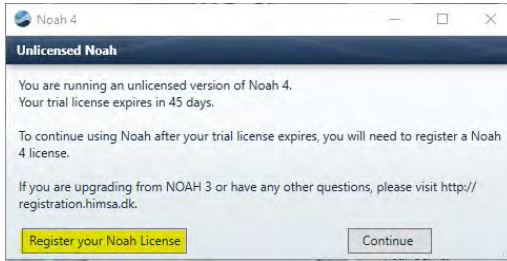 Noah 4
Unlicensed Noah
You are running an unlicensed version of Noah 4.
Your trial license expires in 45 days.
To continue using Noah after your trial license expires, you will need to register a Noah
4 license.
If you are upgrading from NOAH 3 or have any other questions, please visit http://
registration.himsa.dk.
Register your Noah License
Continue